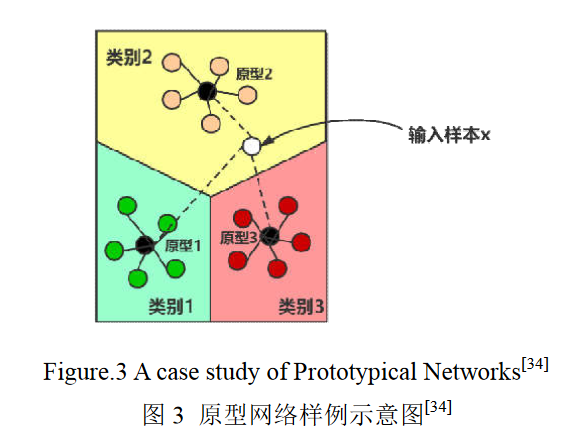 类别2
原型2
输入样本x
原型1
原型3
类别1
类别3
Figure.3 A case study of Prototypical Networks[34]
图 3 原型网络样例示意图[34]